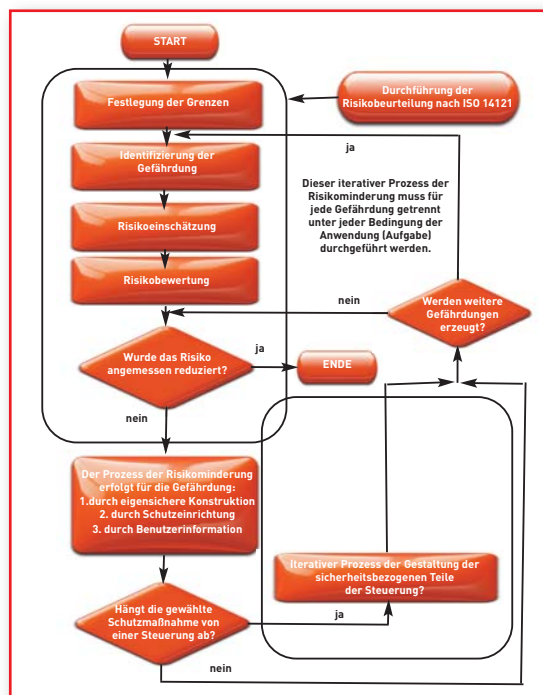 START
Festlegung der Grenzen
Durchführung der
Risikobeurteilung nach ISO 14121
ja
Identifizierung der
Gefährdung
Dieser iterativer Prozess der
Risikominderung muss für
jede Gefährdung getrennt
unter jeder Bedingung der
Anwendung (Aufgabe)
durchgeführt werden.
Risikoeinschätzung
Risikobewertung
nein
Werden weitere
Gefährdungen
erzeugt?
Wurde das Risiko
angemessen reduziert?
ja
ENDE
nein
Der Prozess der Risikominderung
erfolgt für die Gefährdung:
1.durch eigensichere Konstruktion
2. durch Schutzeinrichtung
3. durch Benutzerinformation
Iterativer Prozess der Gestaltung der
sicherheitsbezogenen Teile
der Steuerung?
Hängt die gewählte
Schutzmaßnahme von
einer Steuerung ab?
ja
nein